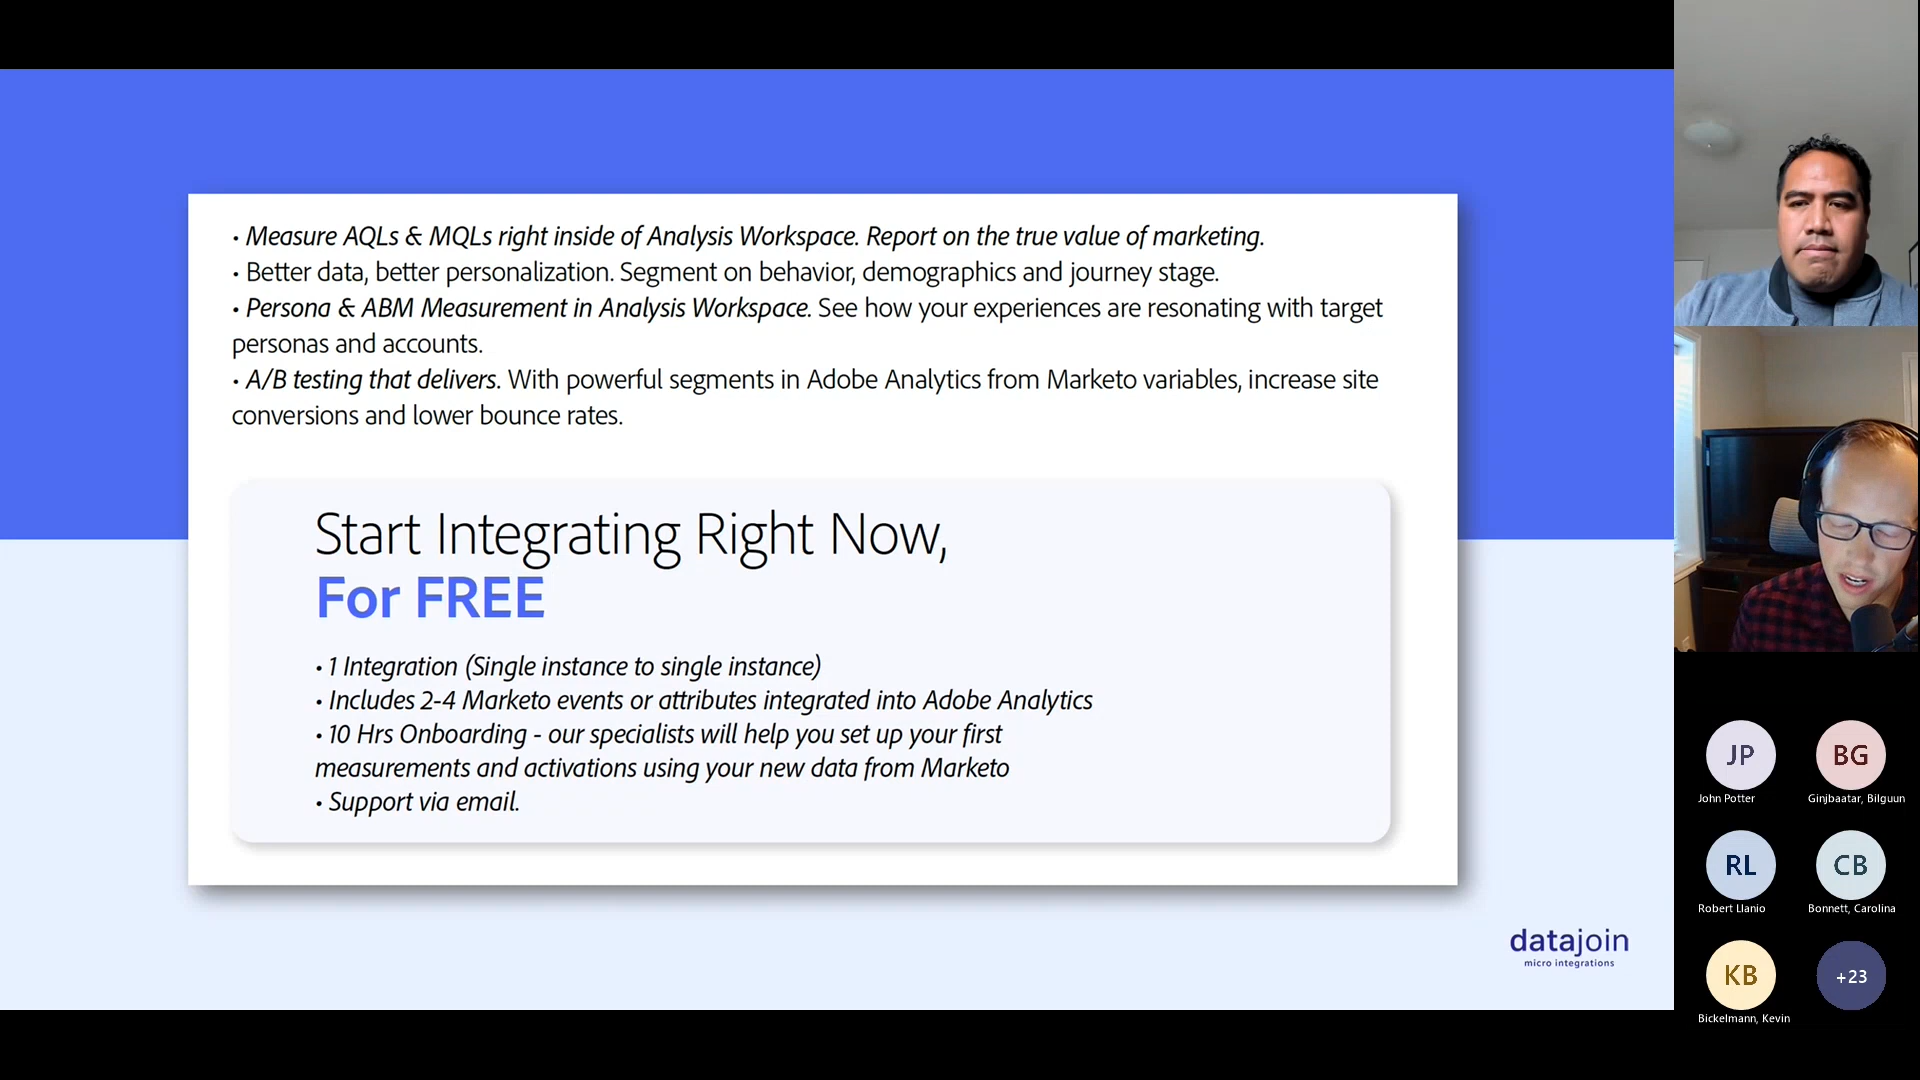 • Measure AQLs & MQLs right inside of Analysis Workspace. Report on the true value of marketing.
• Better data, better personalization. Segment on behavior, demographics and journey stage.
• Persona & ABM Measurement in Analysis Workspace. See how your experiences are resonating with target
personas and accounts.
• A/B testing that delivers. With powerful segments in Adobe Analytics from Marketo variables, increase site
conversions and lower bounce rates.
Start Integrating Right Now,
For FREE
• 1 Integration (Single instance to single instance)
• Includes 2-4 Marketo events or attributes integrated into Adobe Analytics
• 10 Hrs Onboarding - our specialists will help you set up your first
measurements and activations using your new data from Marketo
• Support via email.
datajoin
micro integrations
JP
John Potter
BG
Ginjbaatar, Bilguun
RL
Robert Llanio
CB
Bonnett, Carolina
KB
Bickelmann, Kevin
+23